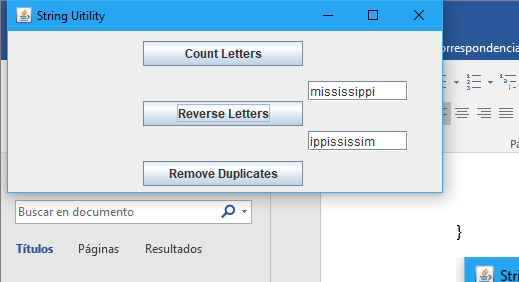 String Uitility
Count Letters
orrespondencia
mississippi
Reverse Letters
ippississim
Remove Duplicates
Buscar en documento
Títulos Páginas Resultados
}